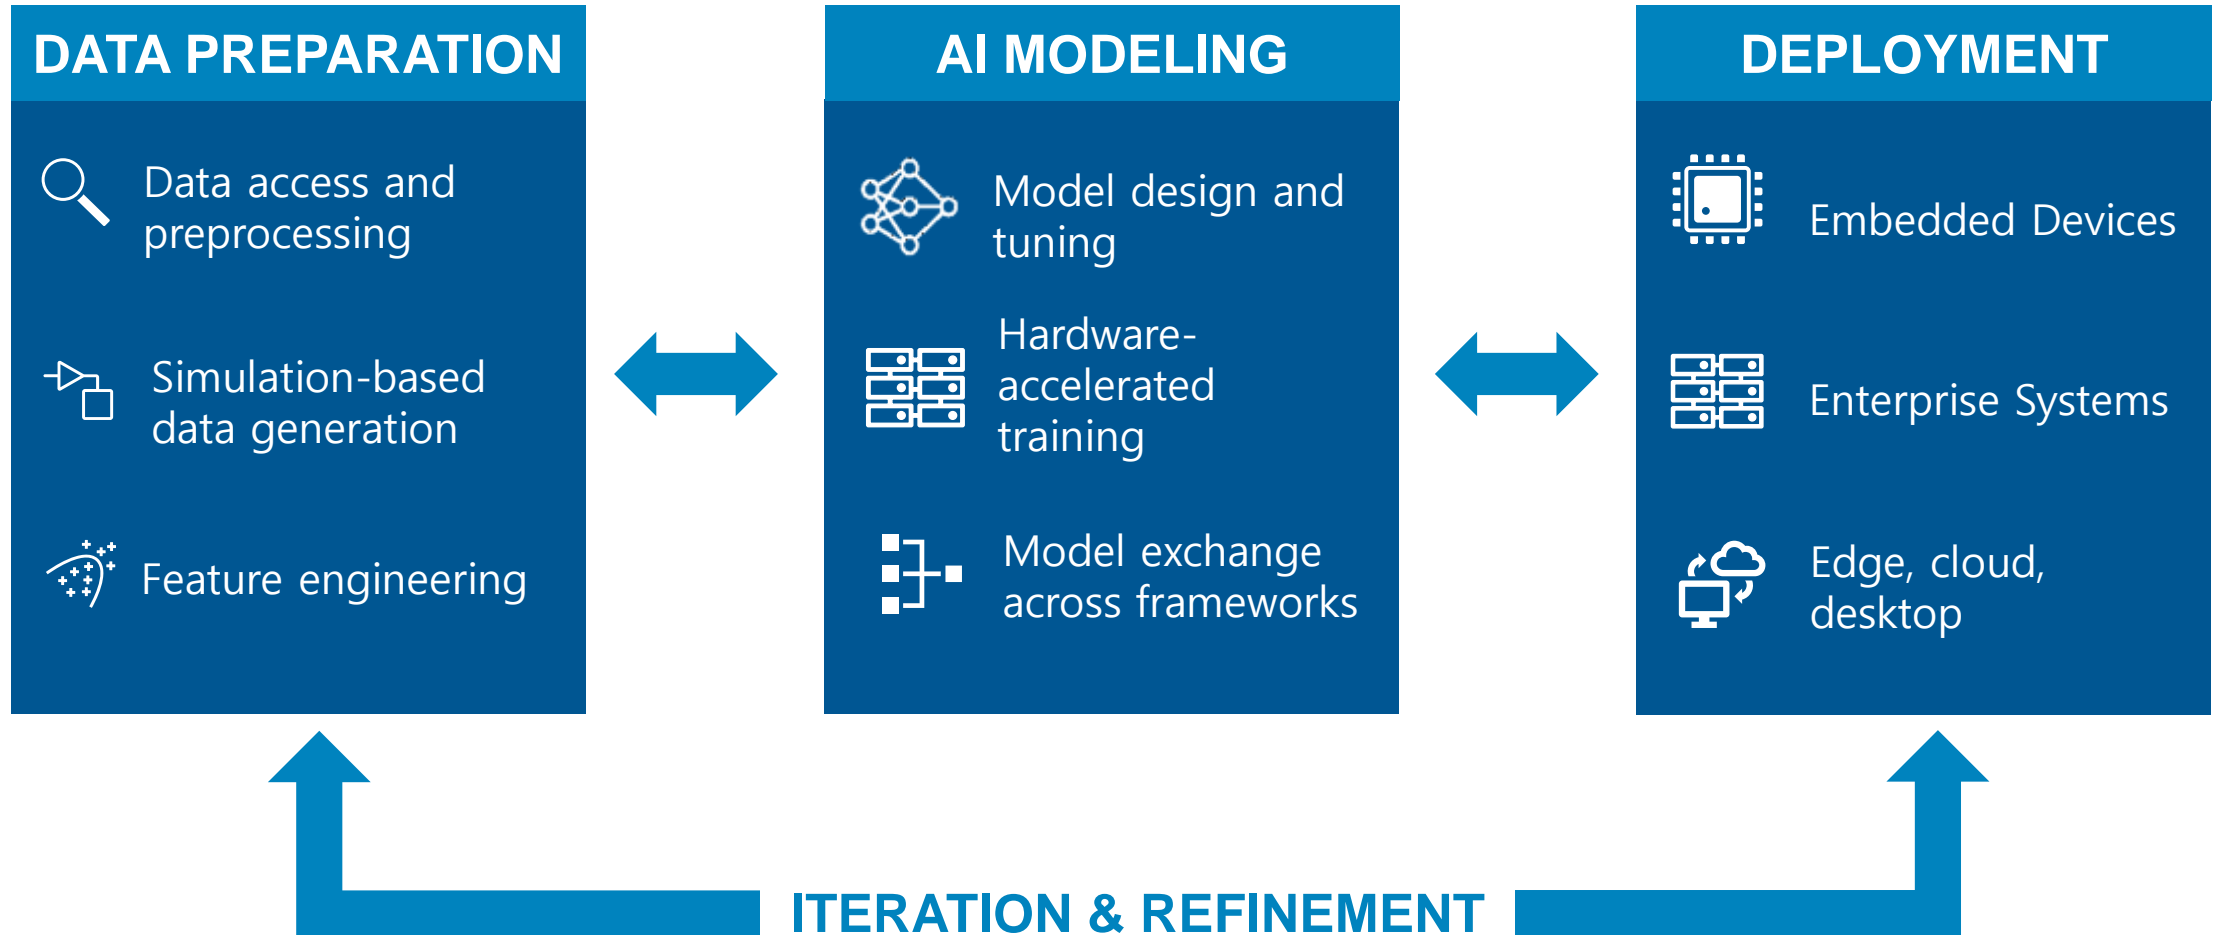 DATA PREPARATION
Data access and
preprocessing
Simulation-based
data generation
Feature engineering
AI MODELING
Model design and
tuning
Hardware-
accelerated
training
Model exchange
across frameworks
DEPLOYMENT
Embedded Devices
Enterprise Systems
Edge, cloud,
desktop
ITERATION & REFINEMENT